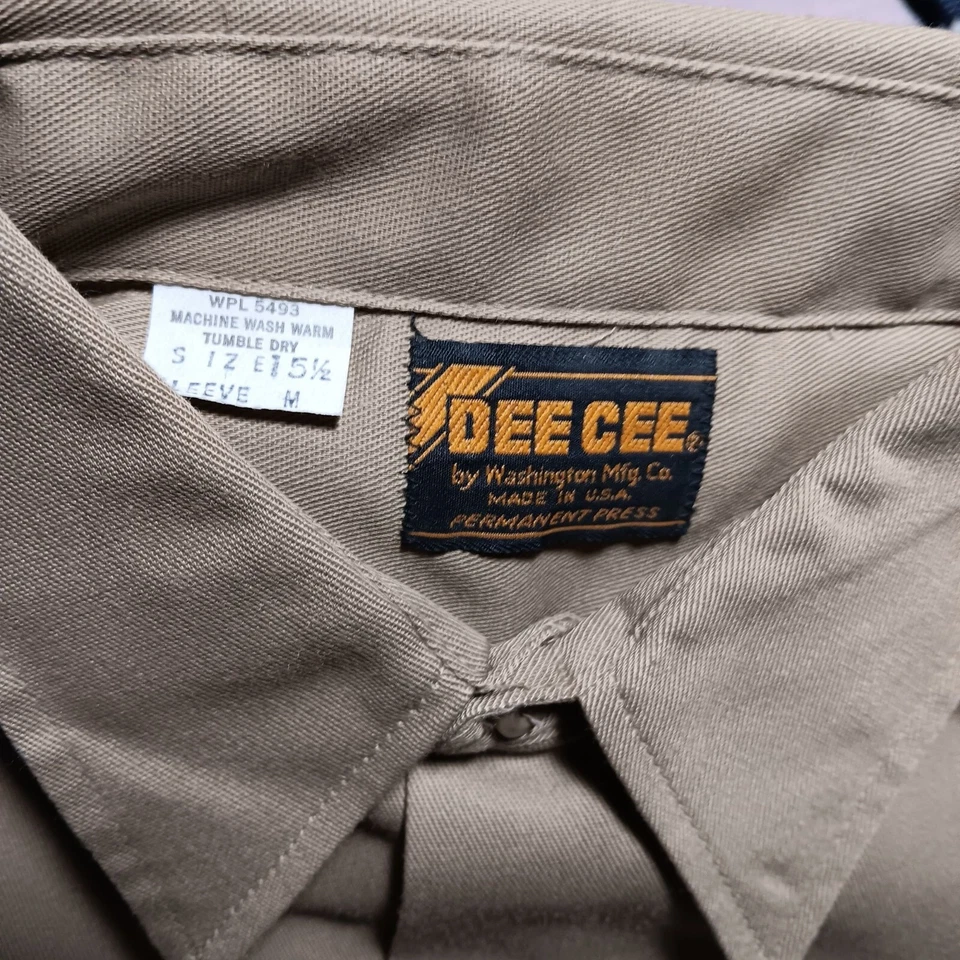 WPL 5493
MACHINE WASH WARM
TUMBLE DRY
SIZE 15½
LEEVE M
DEE CEE®
by Washington Mfg. Co.
MADE IN U.S.A.
PERMANENT PRESS